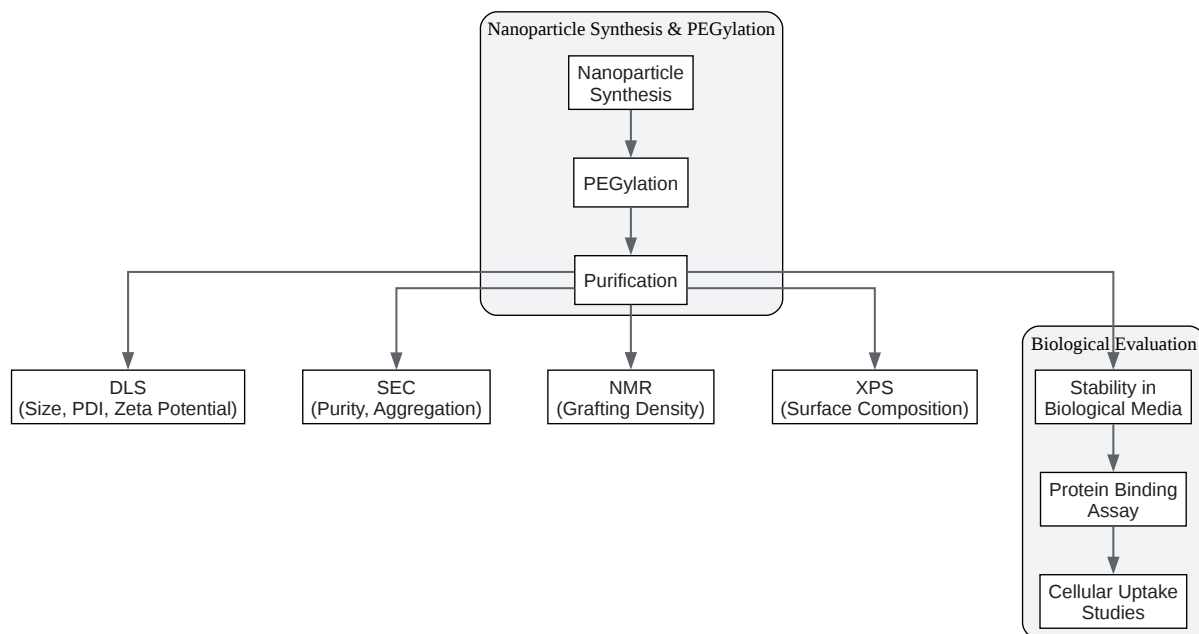 Nanoparticle Synthesis & PEGylation
Nanoparticle
Synthesis
PEGylation
Purification
Biological Evaluation
DLS
(Size, PDI, Zeta Potential)
SEC
(Purity, Aggregation)
NMR
(Grafting Density)
XPS
(Surface Composition)
Stability in
Biological Media
Protein Binding
Assay
Cellular Uptake
Studies